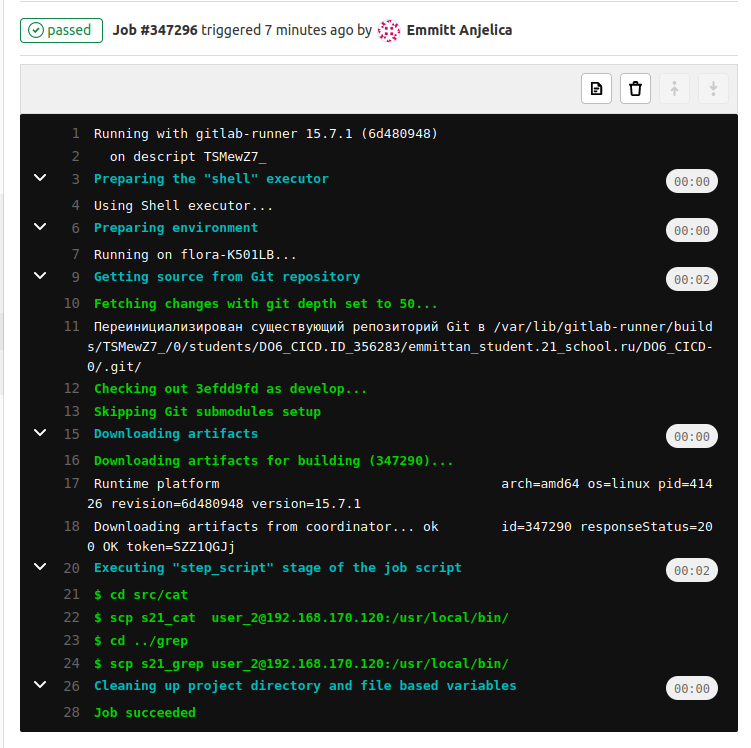 passed Job #347296 triggered 7 minutes ago by Emmitt Anjelica
1 Running with gitlab-runner 15.7.1 (6d480948)
2 on descript TSMewZ7_
3 Preparing the "shell" executor 00:00
4 Using Shell executor...
6 Preparing environment 00:00
7 Running on flora-K501LB...
9 Getting source from Git repository 00:02
10 Fetching changes with git depth set to 50...
11 Переинициализирован существующий репозиторий Git в /var/lib/gitlab-runner/build
s/TSMewZ7_/0/students/DO6_CICD.ID_356283/emmittan_student.21_school.ru/DO6_CICD-
0/.git/
12 Checking out 3efdd9fd as develop...
13 Skipping Git submodules setup
15 Downloading artifacts 00:00
16 Downloading artifacts for building (347290)...
17 Runtime platform arch=amd64 os=linux pid=414
26 revision=6d480948 version=15.7.1
18 Downloading artifacts from coordinator... ok id=347290 responseStatus=20
0 OK token=SZZ1QGJj
20 Executing "step_script" stage of the job script 00:02
21 $ cd src/cat
22 $ scp s21_cat  user_2@192.168.170.120:/usr/local/bin/
23 $ cd ../grep
24 $ scp s21_grep user_2@192.168.170.120:/usr/local/bin/
26 Cleaning up project directory and file based variables 00:00
28 Job succeeded